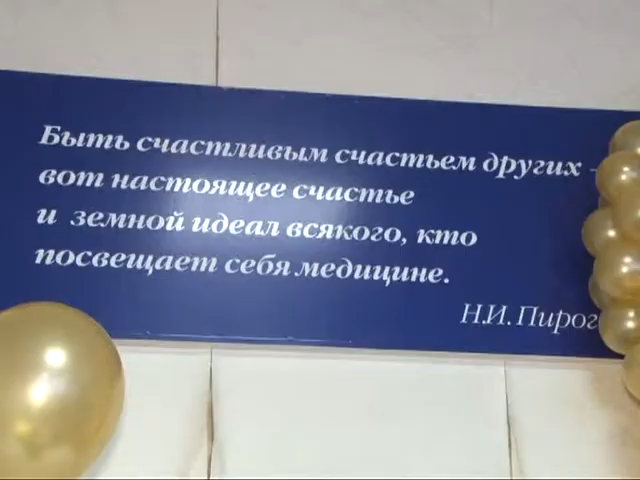 Быть счастливым счастьем других -
вот настоящее счастье
и земной идеал всякого, кто
посвещает себя медицине.
Н.И. Пирог